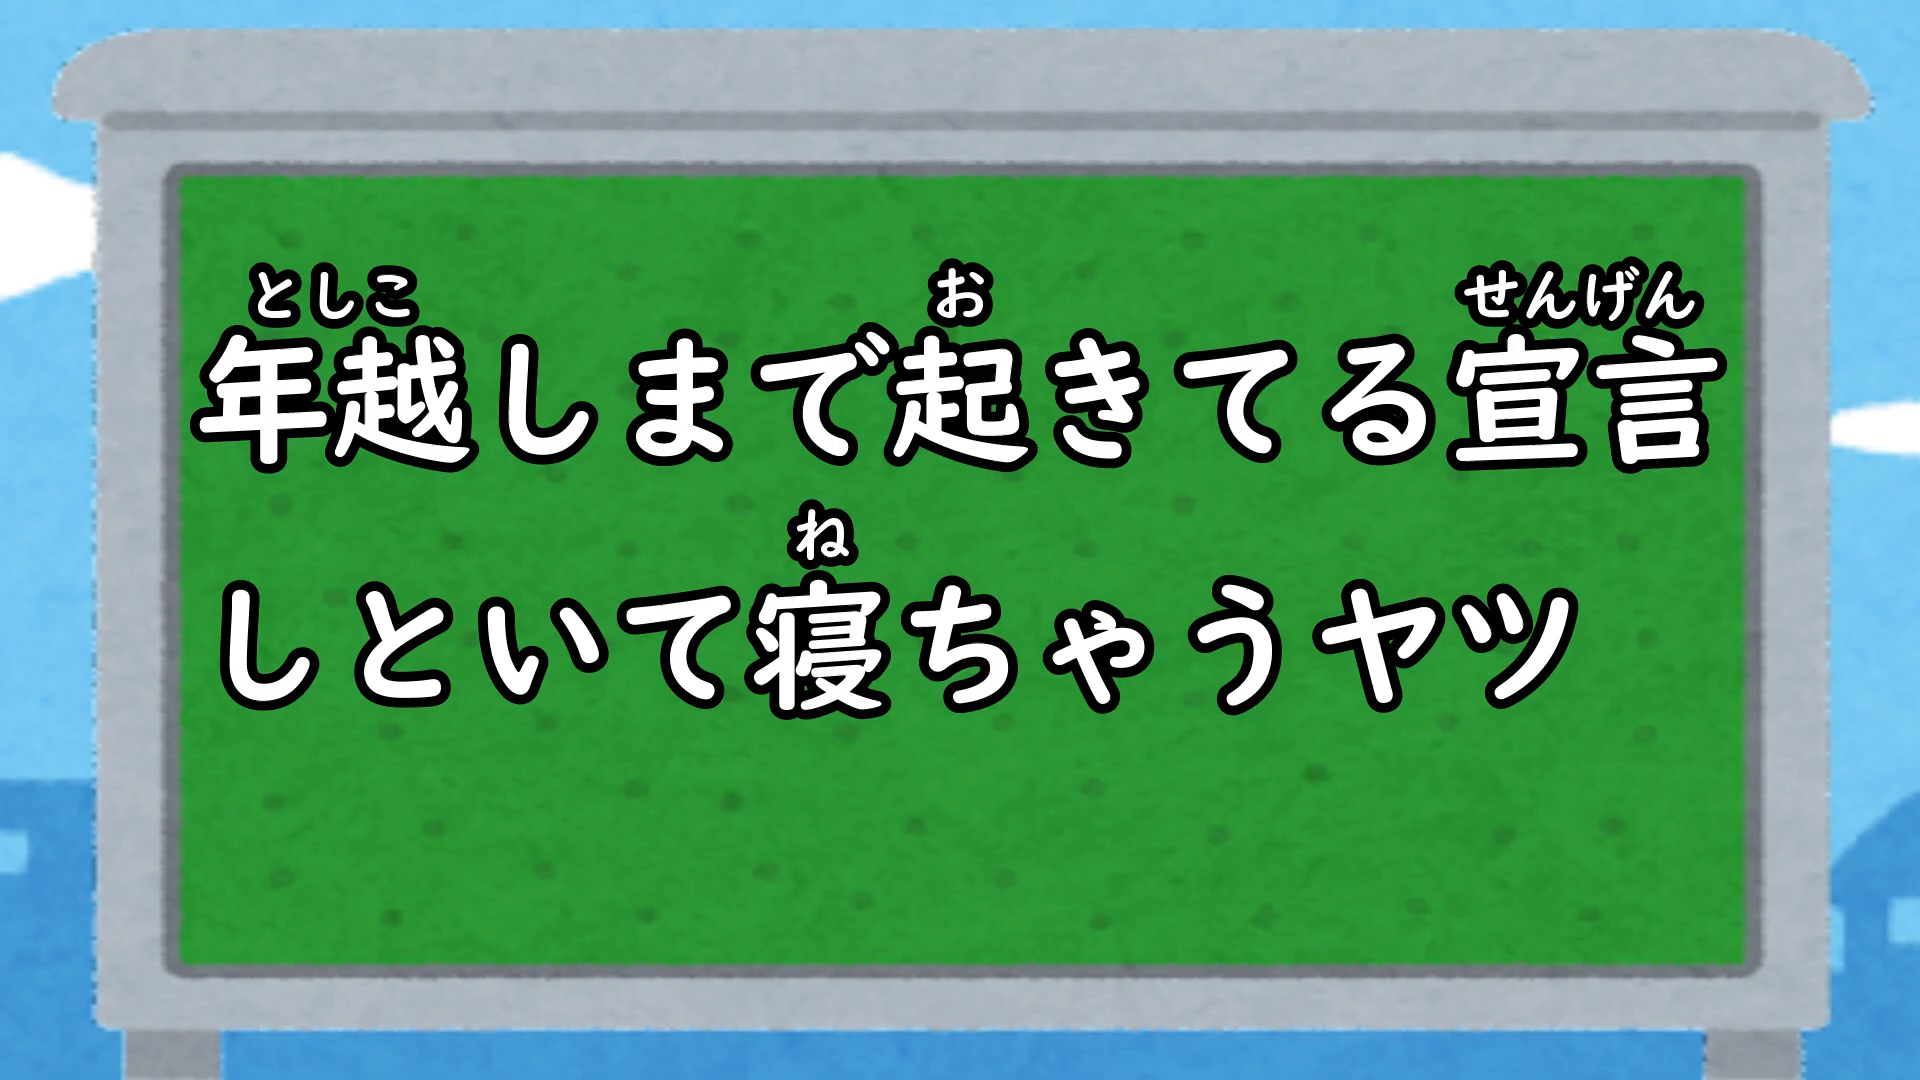 としこ お せんげん
年越しまで起きてる宣言
ね
しといて寝ちゃうヤツ